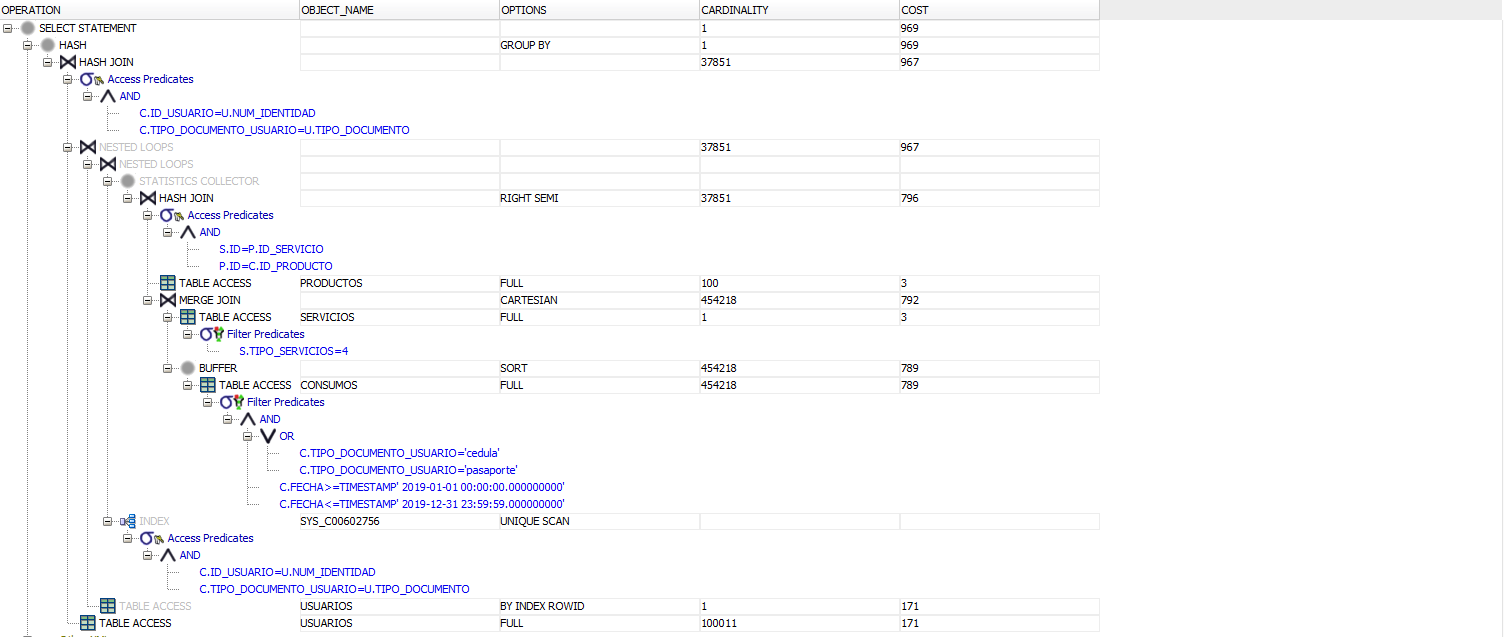 OPERATION OBJECT_NAME OPTIONS CARDINALITY COST
SELECT STATEMENT 1 969
HASH GROUP BY 1 969
HASH JOIN 37851 967
Access Predicates
AND
C.ID_USUARIO=U.NUM_IDENTIDAD
C.TIPO_DOCUMENTO_USUARIO=U.TIPO_DOCUMENTO
NESTED LOOPS 37851 967
NESTED LOOPS
STATISTICS COLLECTOR
HASH JOIN RIGHT SEMI 37851 796
Access Predicates
AND
S.ID=P.ID_SERVICIO
P.ID=C.ID_PRODUCTO
TABLE ACCESS PRODUCTOS FULL 100 3
MERGE JOIN CARTESIAN 454218 792
TABLE ACCESS SERVICIOS FULL 1 3
Filter Predicates
S.TIPO_SERVICIOS=4
BUFFER SORT 454218 789
TABLE ACCESS CONSUMOS FULL 454218 789
Filter Predicates
AND
OR
C.TIPO_DOCUMENTO_USUARIO='cedula'
C.TIPO_DOCUMENTO_USUARIO='pasaporte'
C.FECHA>=TIMESTAMP' 2019-01-01 00:00:00.000000000'
C.FECHA<=TIMESTAMP' 2019-12-31 23:59:59.000000000'
INDEX SYS_C00602756 UNIQUE SCAN
Access Predicates
AND
C.ID_USUARIO=U.NUM_IDENTIDAD
C.TIPO_DOCUMENTO_USUARIO=U.TIPO_DOCUMENTO
TABLE ACCESS USUARIOS BY INDEX ROWID 1 171
TABLE ACCESS USUARIOS FULL 100011 171